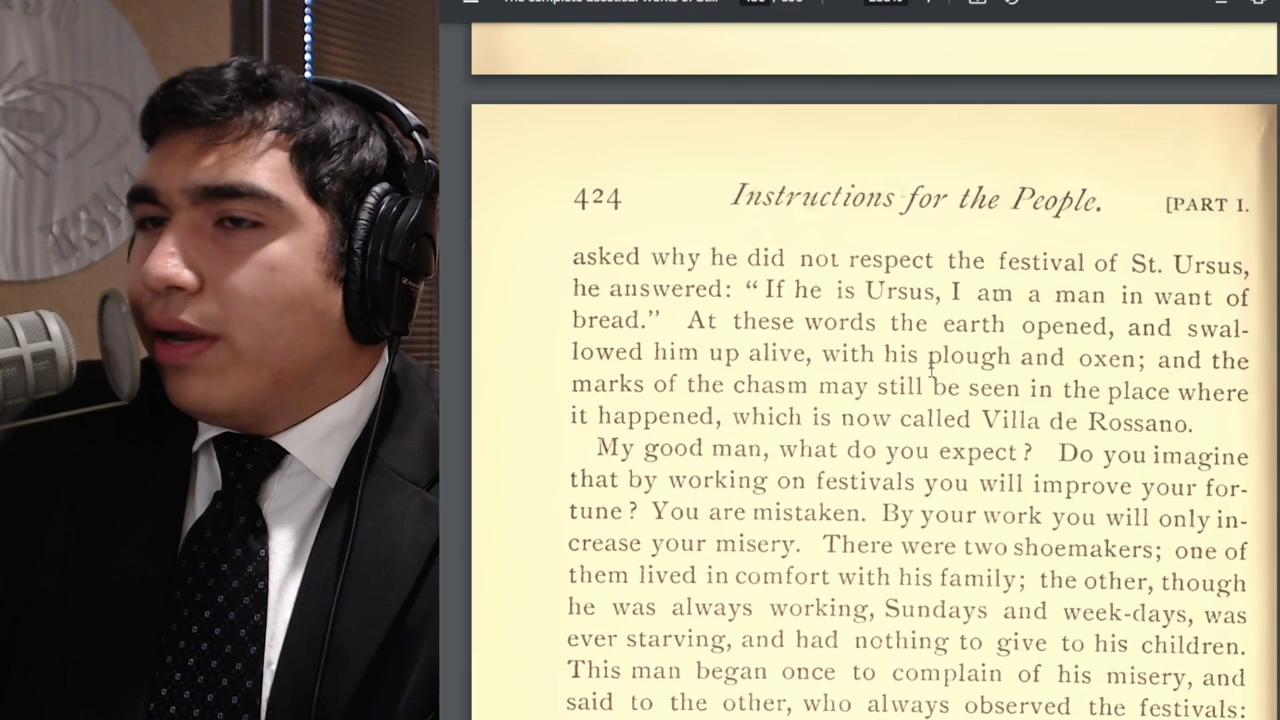 424 Instructions for the People. [PART I.
asked why he did not respect the festival of St. Ursus,
he answered: “If he is Ursus, I am a man in want of
bread.” At these words the earth opened, and swal-
lowed him up alive, with his plough and oxen; and the
marks of the chasm may still be seen in the place where
it happened, which is now called Villa de Rossano.
My good man, what do you expect? Do you imagine
that by working on festivals you will improve your for-
tune? You are mistaken. By your work you will only in-
crease your misery. There were two shoemakers; one of
them lived in comfort with his family; the other, though
he was always working, Sundays and week-days, was
ever starving, and had nothing to give to his children.
This man began once to complain of his misery, and
said to the other, who always observed the festivals: